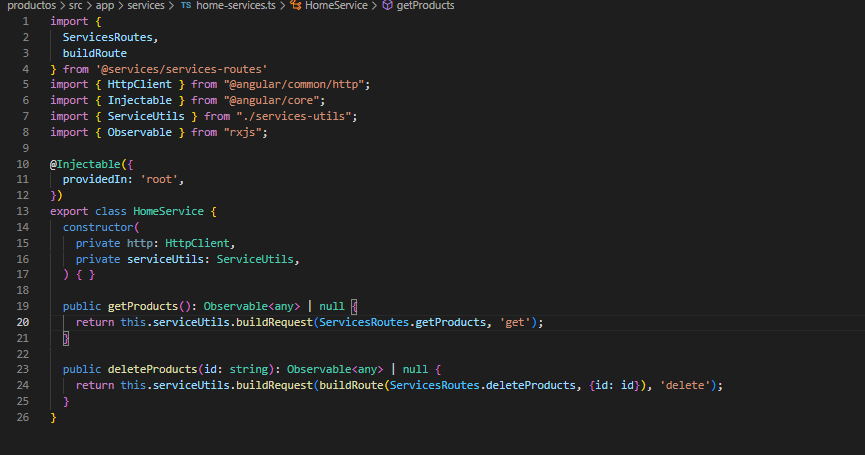 productos > src > app > services > TS home-services.ts > HomeService > getProducts
1 import {
2   ServicesRoutes,
3   buildRoute
4 } from '@services/services-routes'
5 import { HttpClient } from "@angular/common/http";
6 import { Injectable } from "@angular/core";
7 import { ServiceUtils } from "./services-utils";
8 import { Observable } from "rxjs";
9
10 @Injectable({
11   providedIn: 'root',
12 })
13 export class HomeService {
14   constructor(
15     private http: HttpClient,
16     private serviceUtils: ServiceUtils,
17   ) { }
18
19   public getProducts(): Observable<any> | null {
20     return this.serviceUtils.buildRequest(ServicesRoutes.getProducts, 'get');
21   }
22
23   public deleteProducts(id: string): Observable<any> | null {
24     return this.serviceUtils.buildRequest(buildRoute(ServicesRoutes.deleteProducts, {id: id}), 'delete');
25   }
26 }